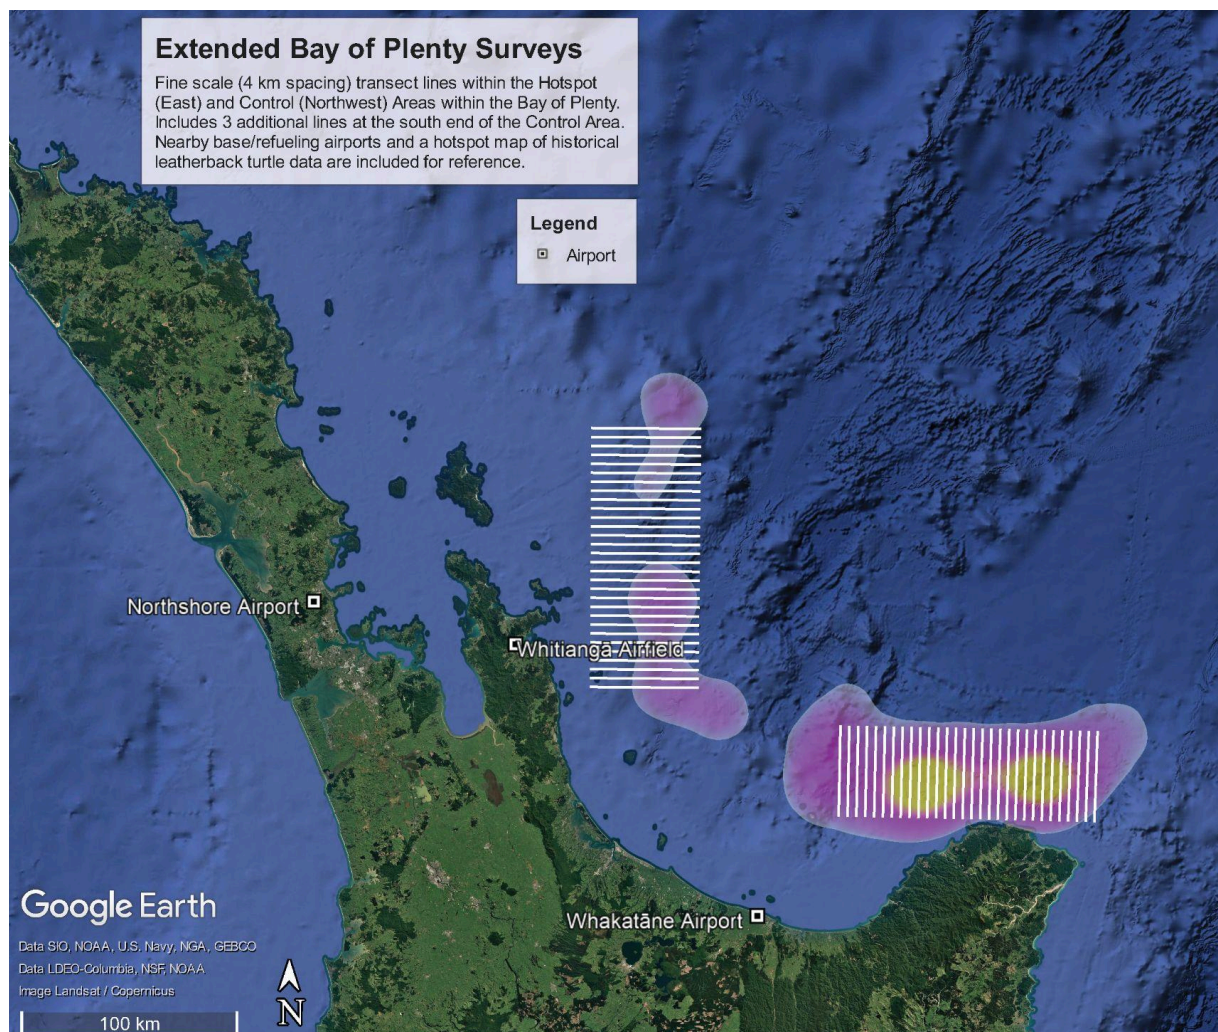 Extended Bay of Plenty Surveys
Fine scale (4 km spacing) transect lines within the Hotspot
(East) and Control (Northwest) Areas within the Bay of Plenty.
Includes 3 additional lines at the south end of the Control Area.
Nearby base/refueling airports and a hotspot map of historical
leatherback turtle data are included for reference.
Legend
Airport
Northshore Airport
Whitianga Airfield
Whakatāne Airport
Google Earth
Data SIO, NOAA, U.S. Navy, NGA, GEBCO
Data LDEO-Columbia, NSF, NOAA
Image Landsat / Copernicus
N
100 km